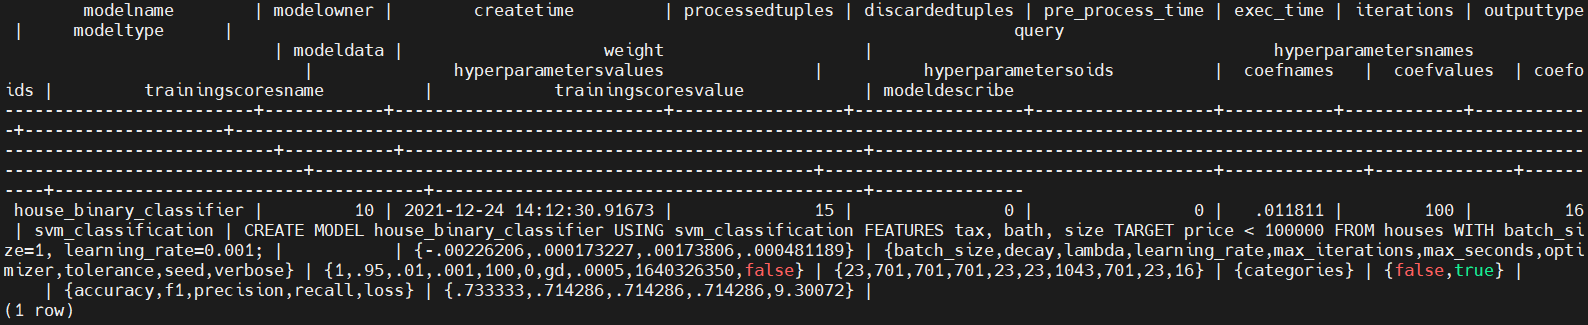 modelname | modelowner | createtime | processedtuples | discardedtuples | pre_process_time | exec_time | iterations | outputtype
| modeltype | query
| modeldata | weight | hyperparametersnames
| hyperparametersvalues | hyperparametersoids | coefnames | coefvalues | coefo
ids | trainingscoresname | trainingscoresvalue | modeldescribe
house_binary_classifier | 10 | 2021-12-24 14:12:30.91673 | 15 | 0 | 0 | .011811 | 100 | 16
| svm_classification | CREATE MODEL house_binary_classifier USING svm_classification FEATURES tax, bath, size TARGET price < 100000 FROM houses WITH batch_si
ze=1, learning_rate=0.001; | | {-.00226206,.000173227,.00173806,.000481189} | {batch_size,decay,lambda,learning_rate,max_iterations,max_seconds,opti
mizer,tolerance,seed,verbose} | {1,.95,.01,.001,100,0,gd,.0005,1640326350,false} | {23,701,701,701,23,23,1043,701,23,16} | {categories} | {false,true} |
| {accuracy,f1,precision,recall,loss} | {.733333,.714286,.714286,.714286,9.30072} |
(1 row)